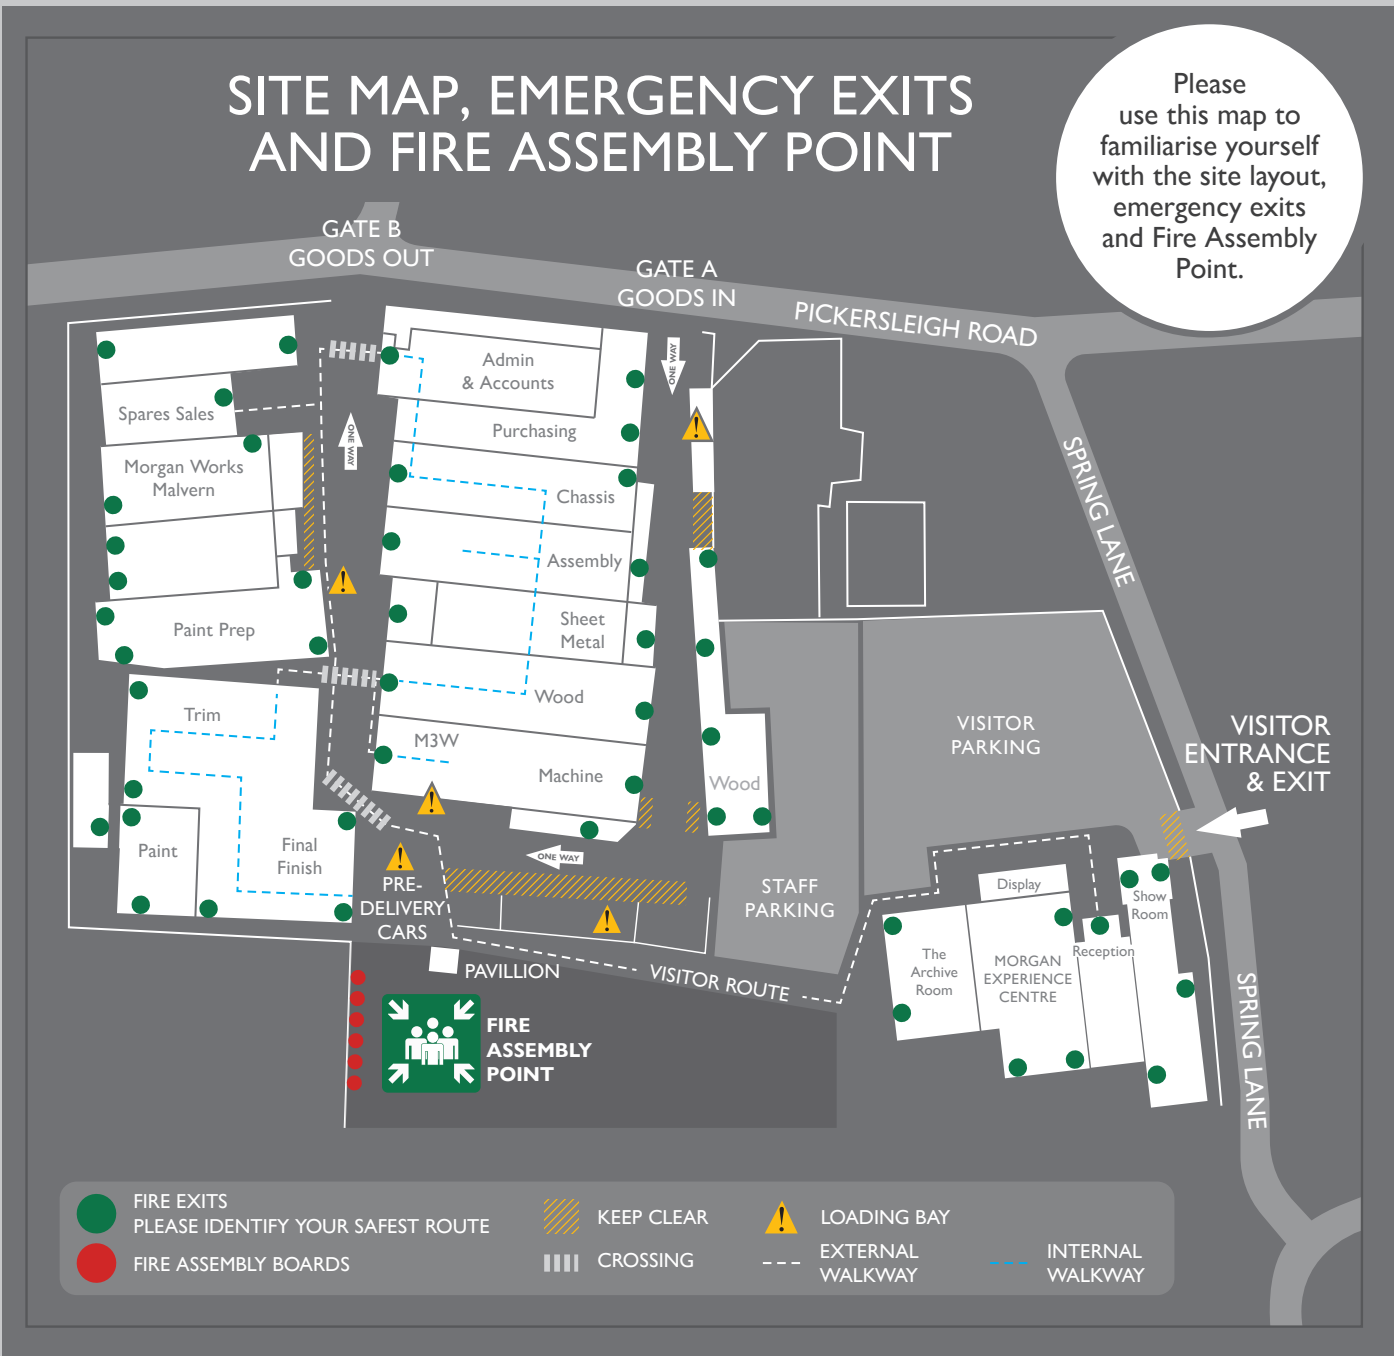 SITE MAP, EMERGENCY EXITS
AND FIRE ASSEMBLY POINT
Please
use this map to
familiarise yourself
with the site layout,
emergency exits
and Fire Assembly
Point.
GATE B
GOODS OUT
GATE A
GOODS IN
PICKERSLEIGH ROAD
SPRING LANE
ONE WAY
ONE WAY
Admin
& Accounts
Spares Sales
Purchasing
Morgan Works
Malvern
Chassis
Assembly
Paint Prep
Sheet
Metal
Wood
Trim
M3W
Machine
Wood
VISITOR
PARKING
VISITOR
ENTRANCE
& EXIT
Paint
Final
Finish
ONE WAY
PRE-
DELIVERY
CARS
STAFF
PARKING
Display
Show
Room
The
Archive
Room
MORGAN
EXPERIENCE
CENTRE
Reception
PAVILLION
VISITOR ROUTE
SPRING LANE
FIRE
ASSEMBLY
POINT
FIRE EXITS
PLEASE IDENTIFY YOUR SAFEST ROUTE
FIRE ASSEMBLY BOARDS
KEEP CLEAR
CROSSING
LOADING BAY
EXTERNAL
WALKWAY
INTERNAL
WALKWAY